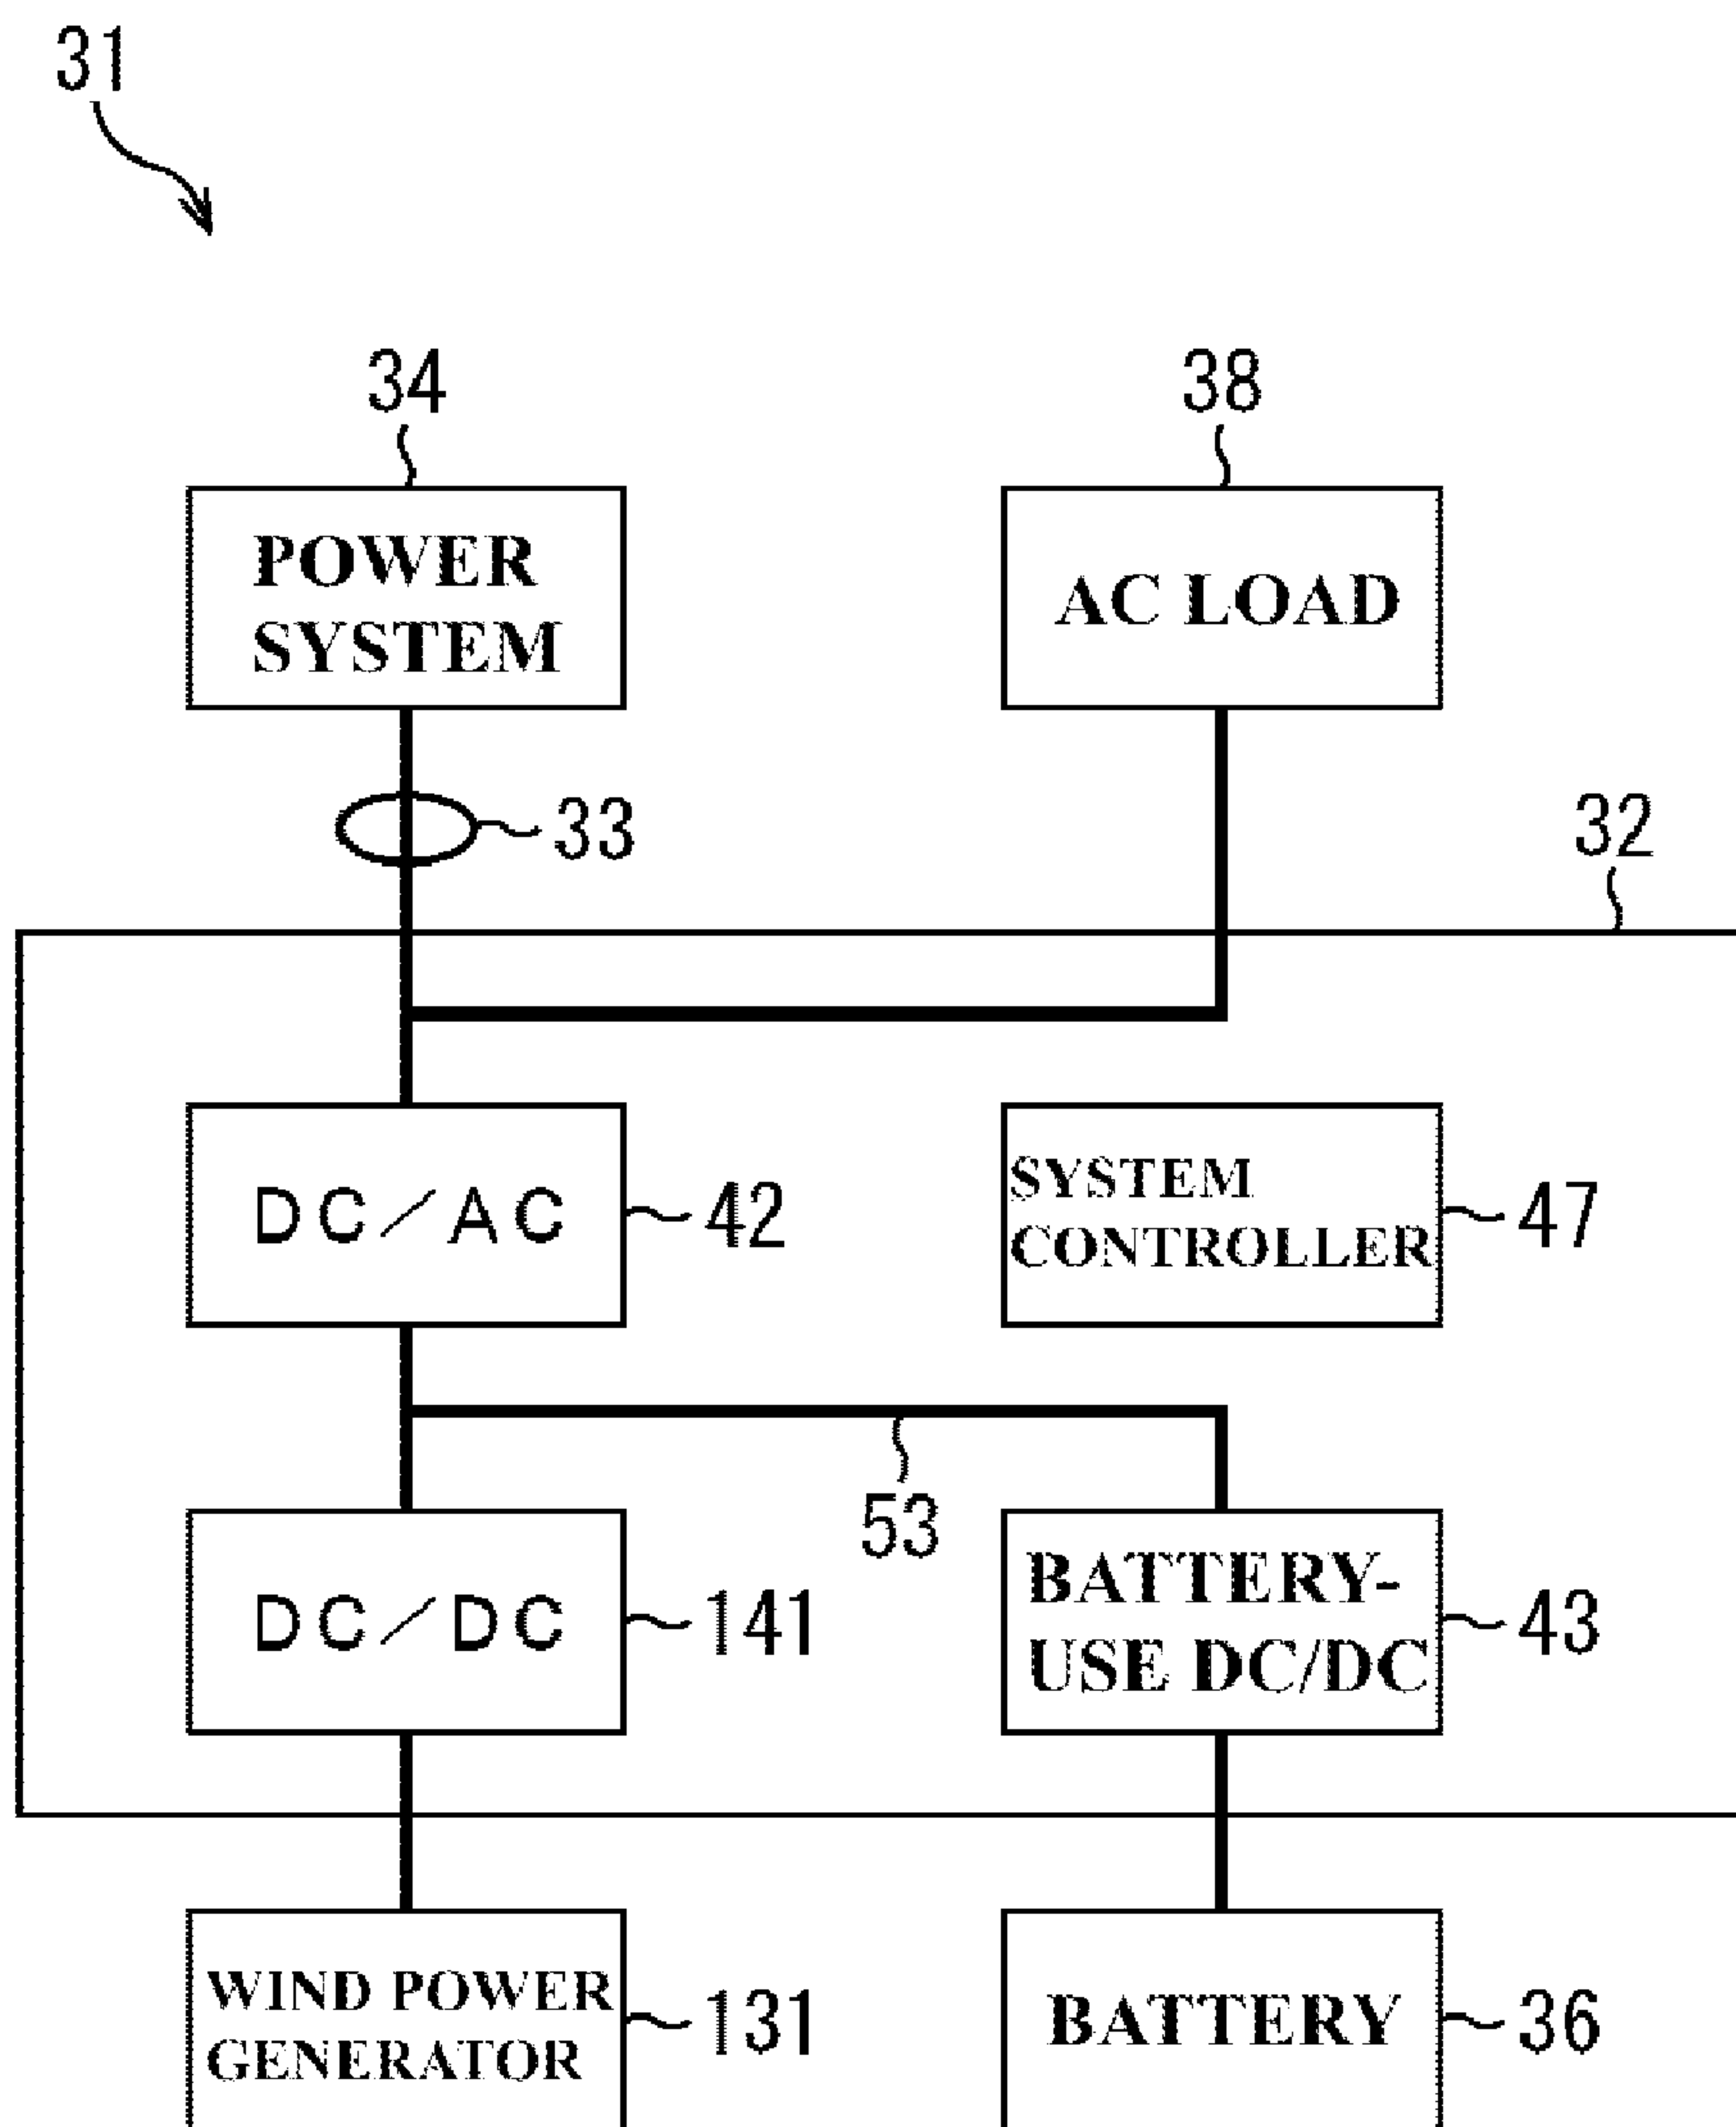 31
34
38
POWER
SYSTEM
AC LOAD
33
32
DC/AC
42
SYSTEM
CONTROLLER
47
53
DC/DC
141
BATTERY-
USE DC/DC
43
WIND POWER
GENERATOR
131
BATTERY
36